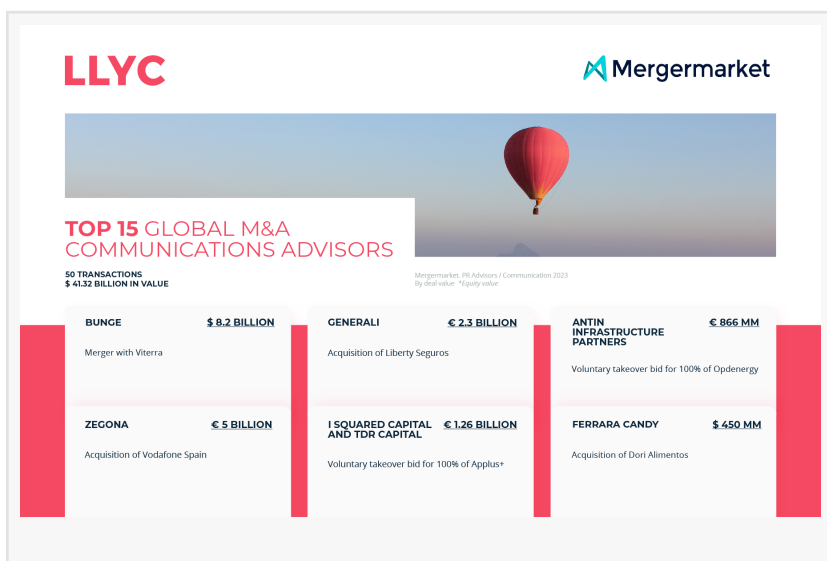 LLYC
Mergermarket
TOP 15 GLOBAL M&A
COMMUNICATIONS ADVISORS
50 TRANSACTIONS
$ 41.32 BILLION IN VALUE
Mergermarket. PR Advisors / Communication 2023
By deal value *Equity value
BUNGE
$ 8.2 BILLION
Merger with Viterra
GENERALI
€ 2.3 BILLION
Acquisition of Liberty Seguros
ANTIN
INFRASTRUCTURE
PARTNERS
€ 866 MM
Voluntary takeover bid for 100% of Opdenergy
ZEGONA
€ 5 BILLION
Acquisition of Vodafone Spain
I SQUARED CAPITAL
AND TDR CAPITAL
€ 1.26 BILLION
Voluntary takeover bid for 100% of Applus+
FERRARA CANDY
$ 450 MM
Acquisition of Dori Alimentos